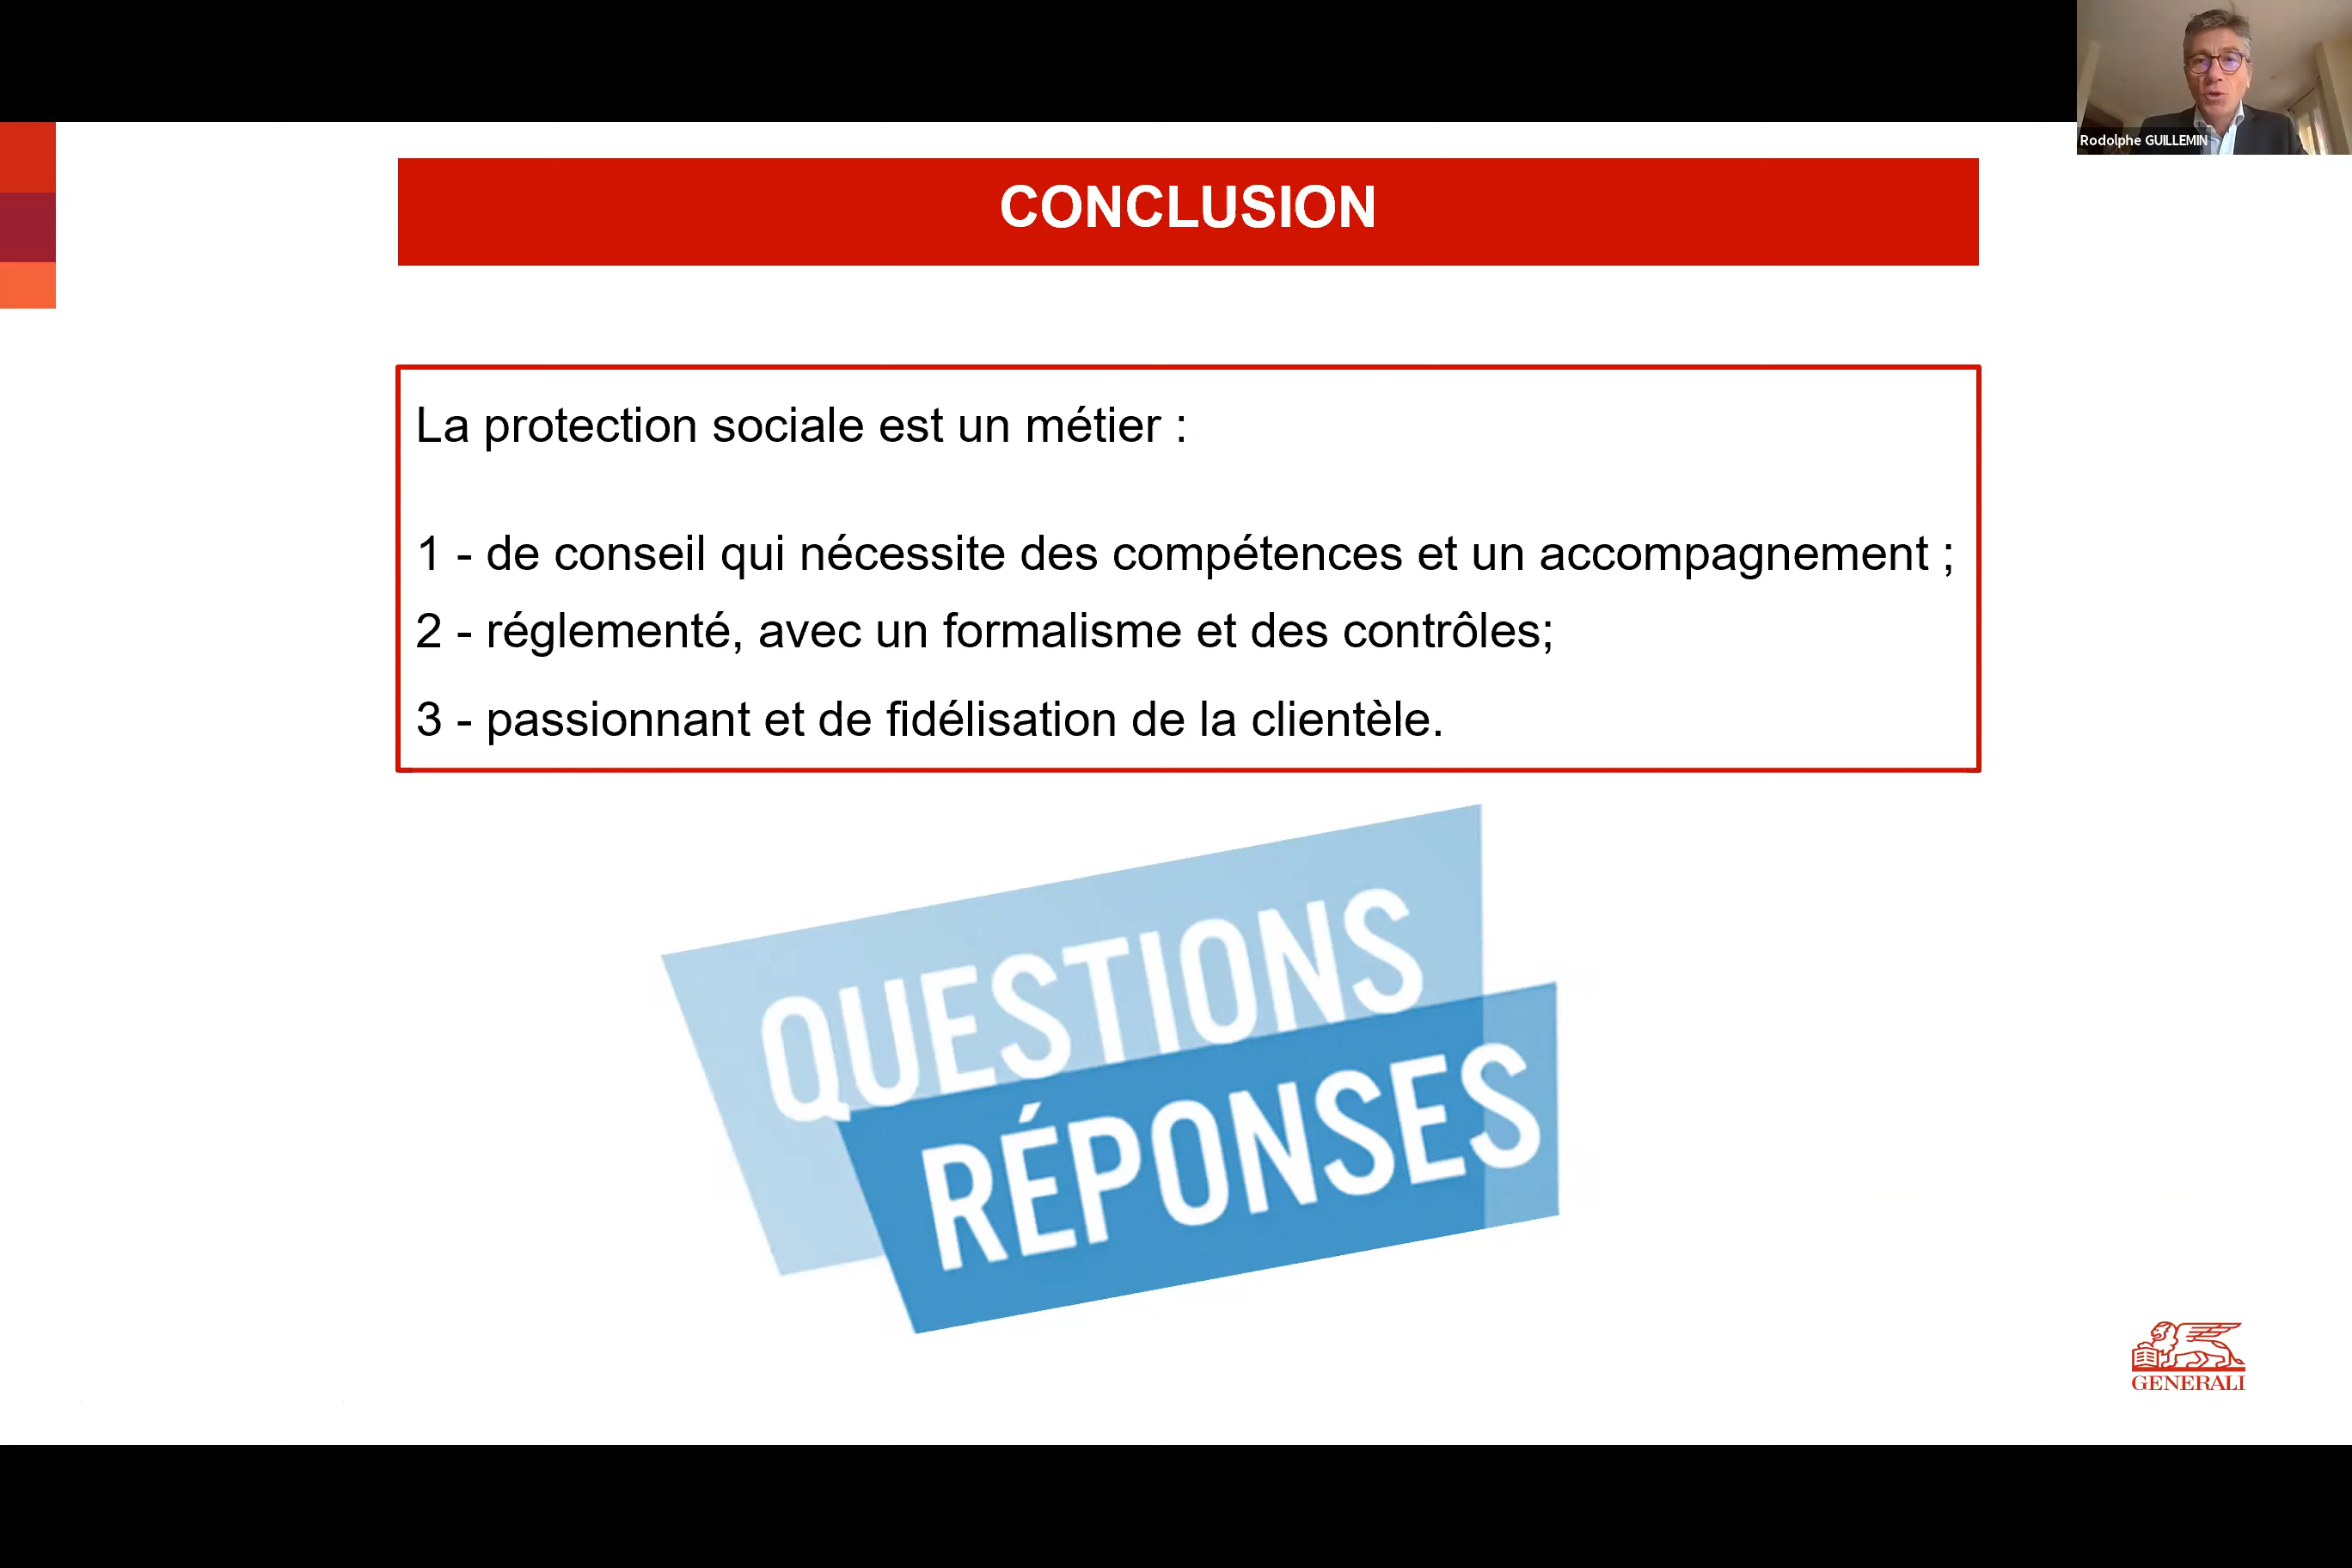 Rodolphe GUILLEMIN
CONCLUSION
La protection sociale est un métier :
1 - de conseil qui nécessite des compétences et un accompagnement ;
2 - réglementé, avec un formalisme et des contrôles;
3 - passionnant et de fidélisation de la clientèle.
QUESTIONS
RÉPONSES
GENERALI